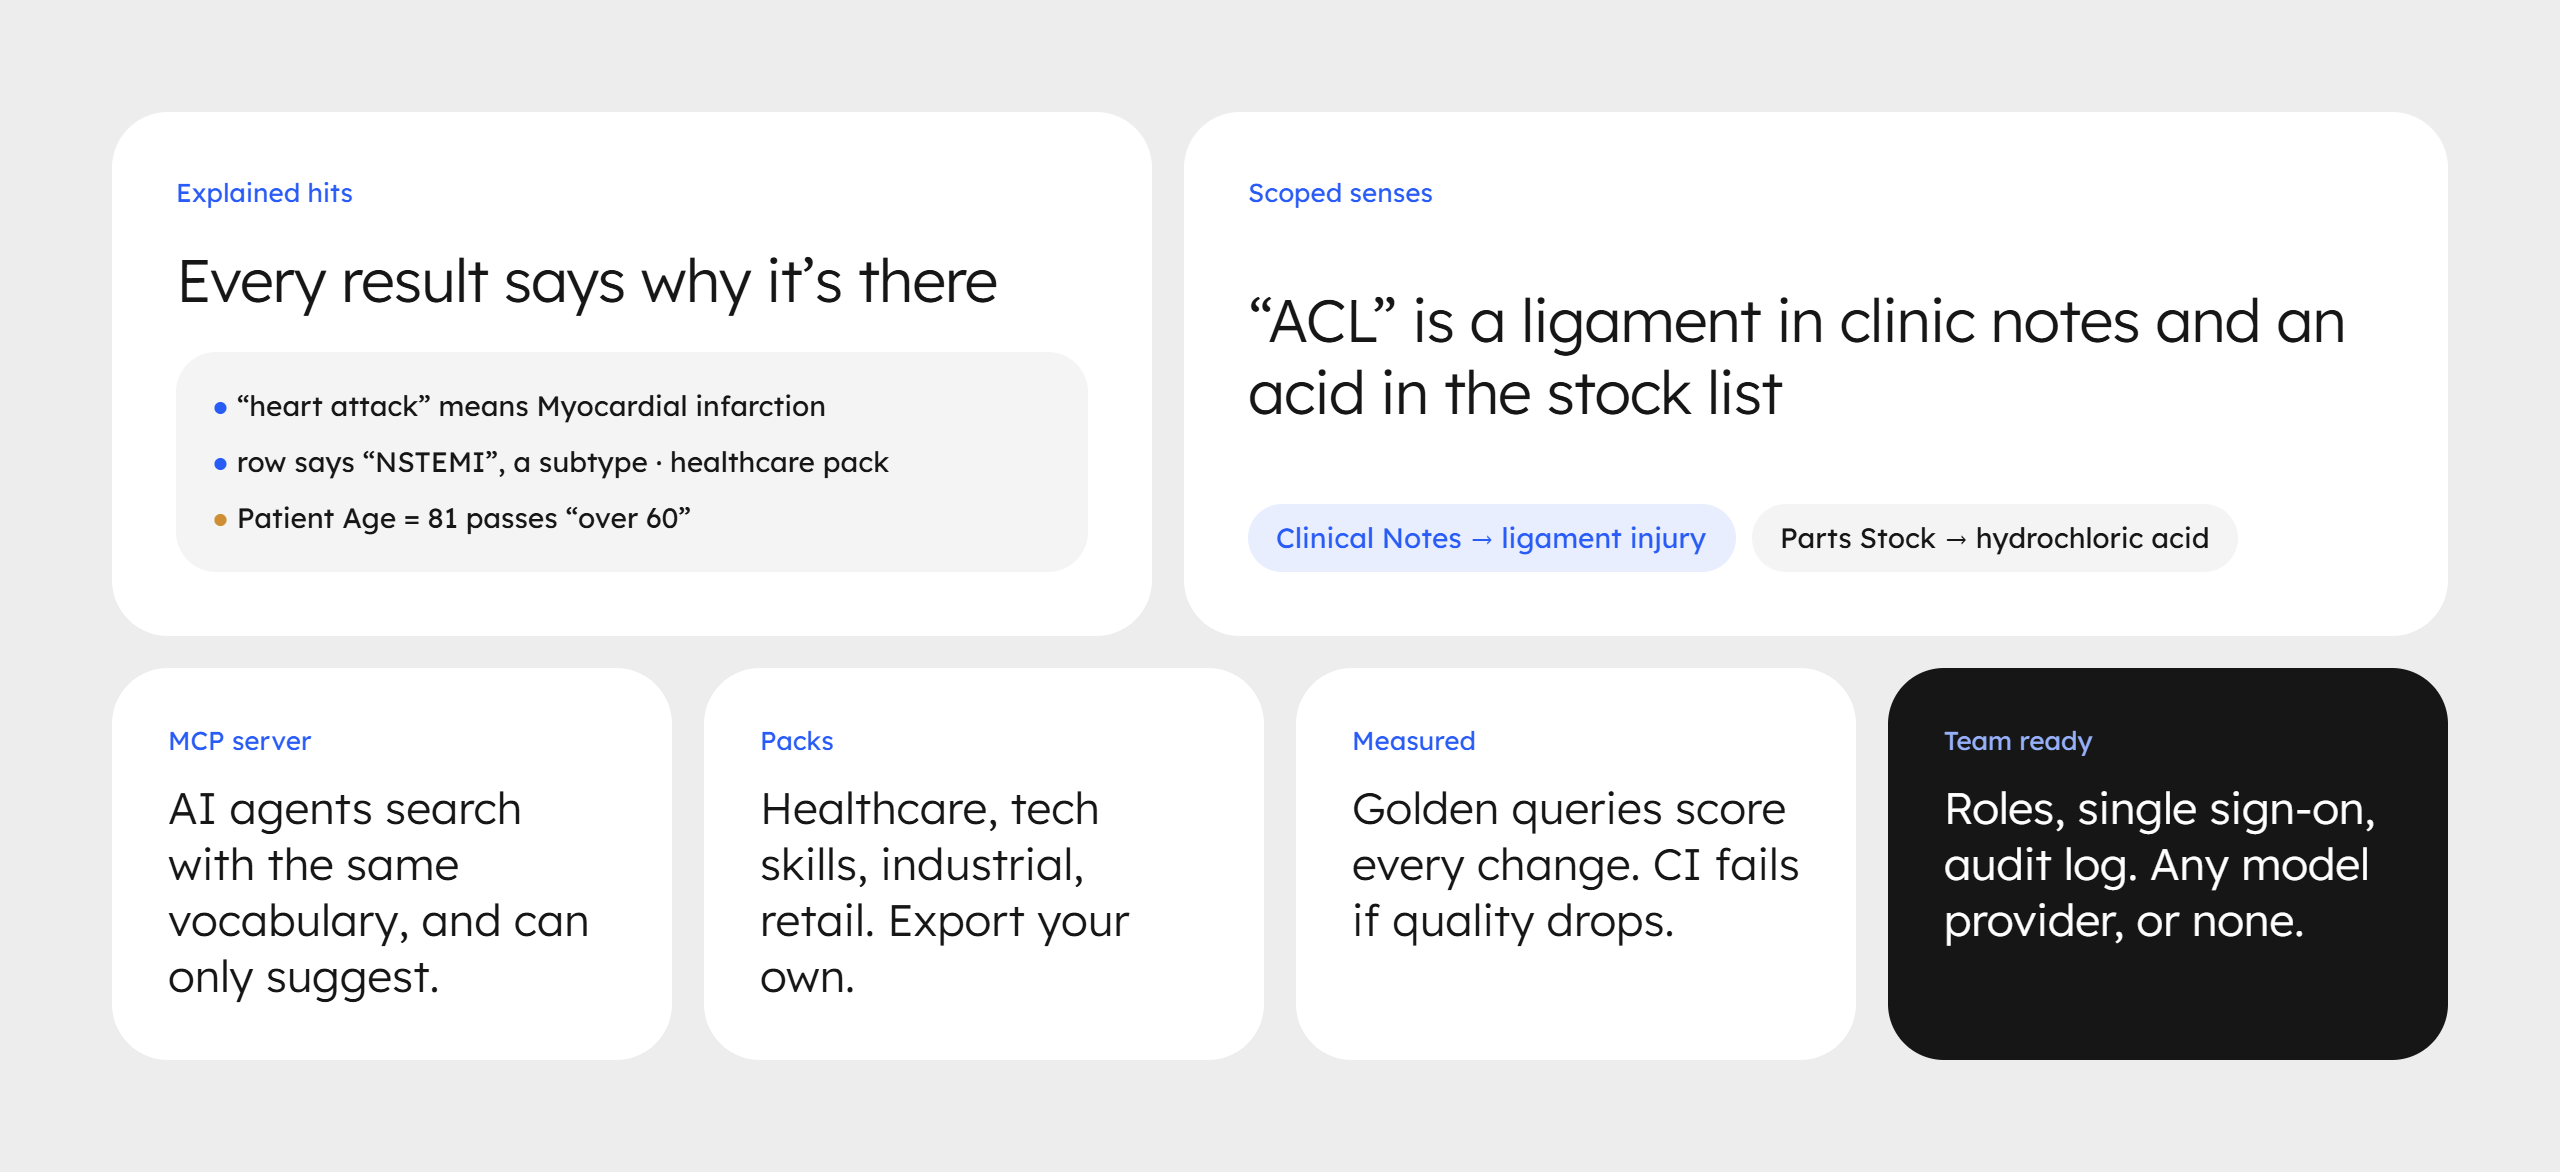 Explained hits
Every result says why it’s there
“heart attack” means Myocardial infarction
row says “NSTEMI”, a subtype · healthcare pack
Patient Age = 81 passes “over 60”
Scoped senses
“ACL” is a ligament in clinic notes and an
acid in the stock list
Clinical Notes → ligament injury
Parts Stock → hydrochloric acid
MCP server
AI agents search
with the same
vocabulary, and can
only suggest.
Packs
Healthcare, tech
skills, industrial,
retail. Export your
own.
Measured
Golden queries score
every change. CI fails
if quality drops.
Team ready
Roles, single sign-on,
audit log. Any model
provider, or none.